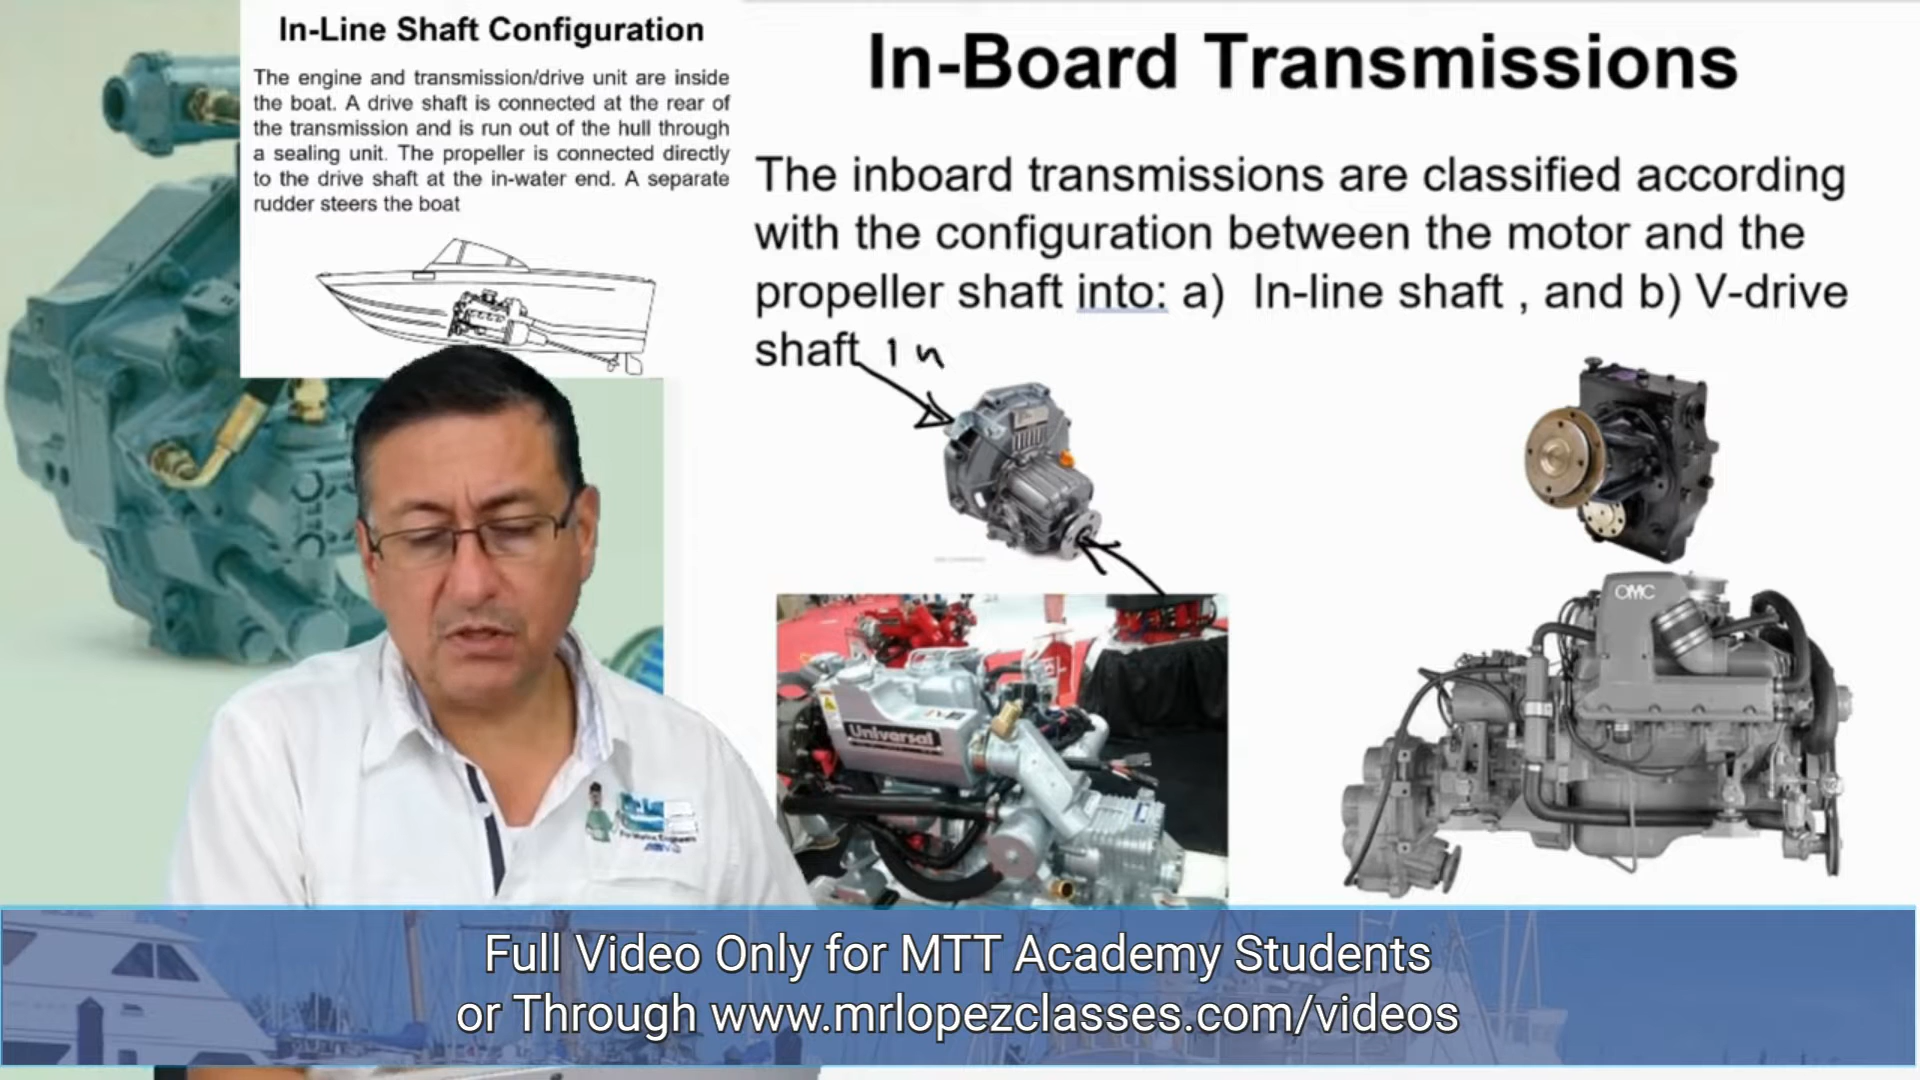 In-Line Shaft Configuration
The engine and transmission/drive unit are inside
the boat. A drive shaft is connected at the rear of
the transmission and is run out of the hull through
a sealing unit. The propeller is connected directly
to the drive shaft at the in-water end. A separate
rudder steers the boat
In-Board Transmissions
The inboard transmissions are classified according
with the configuration between the motor and the
propeller shaft into: a) In-line shaft , and b) V-drive
shaft
In
OMC
Universal
Full Video Only for MTT Academy Students
or Through www.mrlopezclasses.com/videos